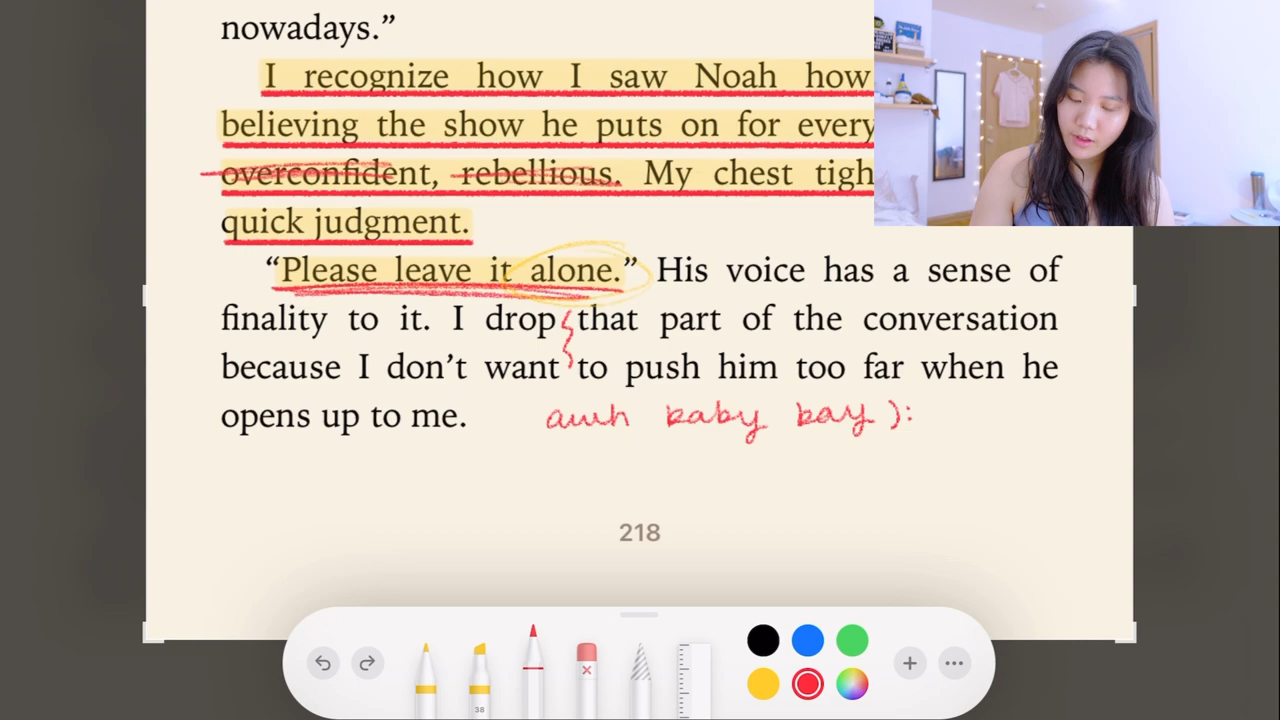 nowadays.”
I recognize how I saw Noah how
believing the show he puts on for every
overconfident, rebellious. My chest tigh
quick judgment.
“Please leave it alone.” His voice has a sense of
finality to it. I drop that part of the conversation
because I don’t want to push him too far when he
opens up to me.
awh baby bay ):
218
38